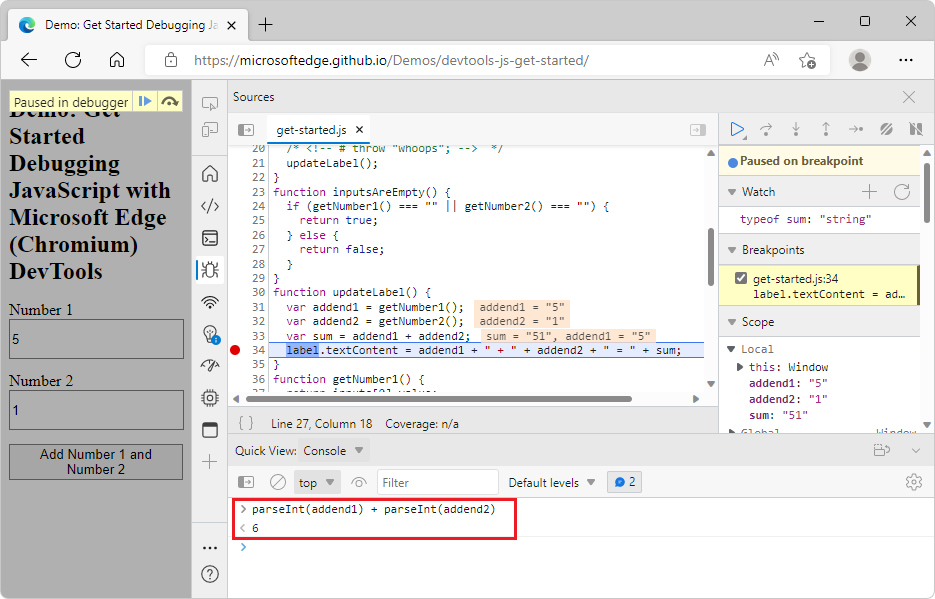 Demo: Get Started Debugging Ja
https://microsoftedge.github.io/Demos/devtools-js-get-started/
Paused in debugger
Demo: Get
Started
Debugging
JavaScript with
Microsoft Edge
(Chromium)
DevTools
Number 1
5
Number 2
1
Add Number 1 and
Number 2
Sources
get-started.js
20 /* <!-- # throw "whoops"; --> */
21 updateLabel();
22 }
23 function inputsAreEmpty() {
24 if (getNumber1() === "" || getNumber2() === "") {
25 return true;
26 } else {
27 return false;
28 }
29 }
30 function updateLabel() {
31 var addend1 = getNumber1(); addend1 = "5"
32 var addend2 = getNumber2(); addend2 = "1"
33 var sum = addend1 + addend2; sum = "51", addend1 = "5"
34 label.textContent = addend1 + " + " + addend2 + " = " + sum;
35 }
36 function getNumber1() {
37 return inputs[0].value;
{ } Line 27, Column 18 Coverage: n/a
Paused on breakpoint
Watch
typeof sum: "string"
Breakpoints
get-started.js:34
label.textContent = ad…
Scope
Local
this: Window
addend1: "5"
addend2: "1"
sum: "51"
Global Window
Quick View: Console
top Filter Default levels 2
parseInt(addend1) + parseInt(addend2)
6